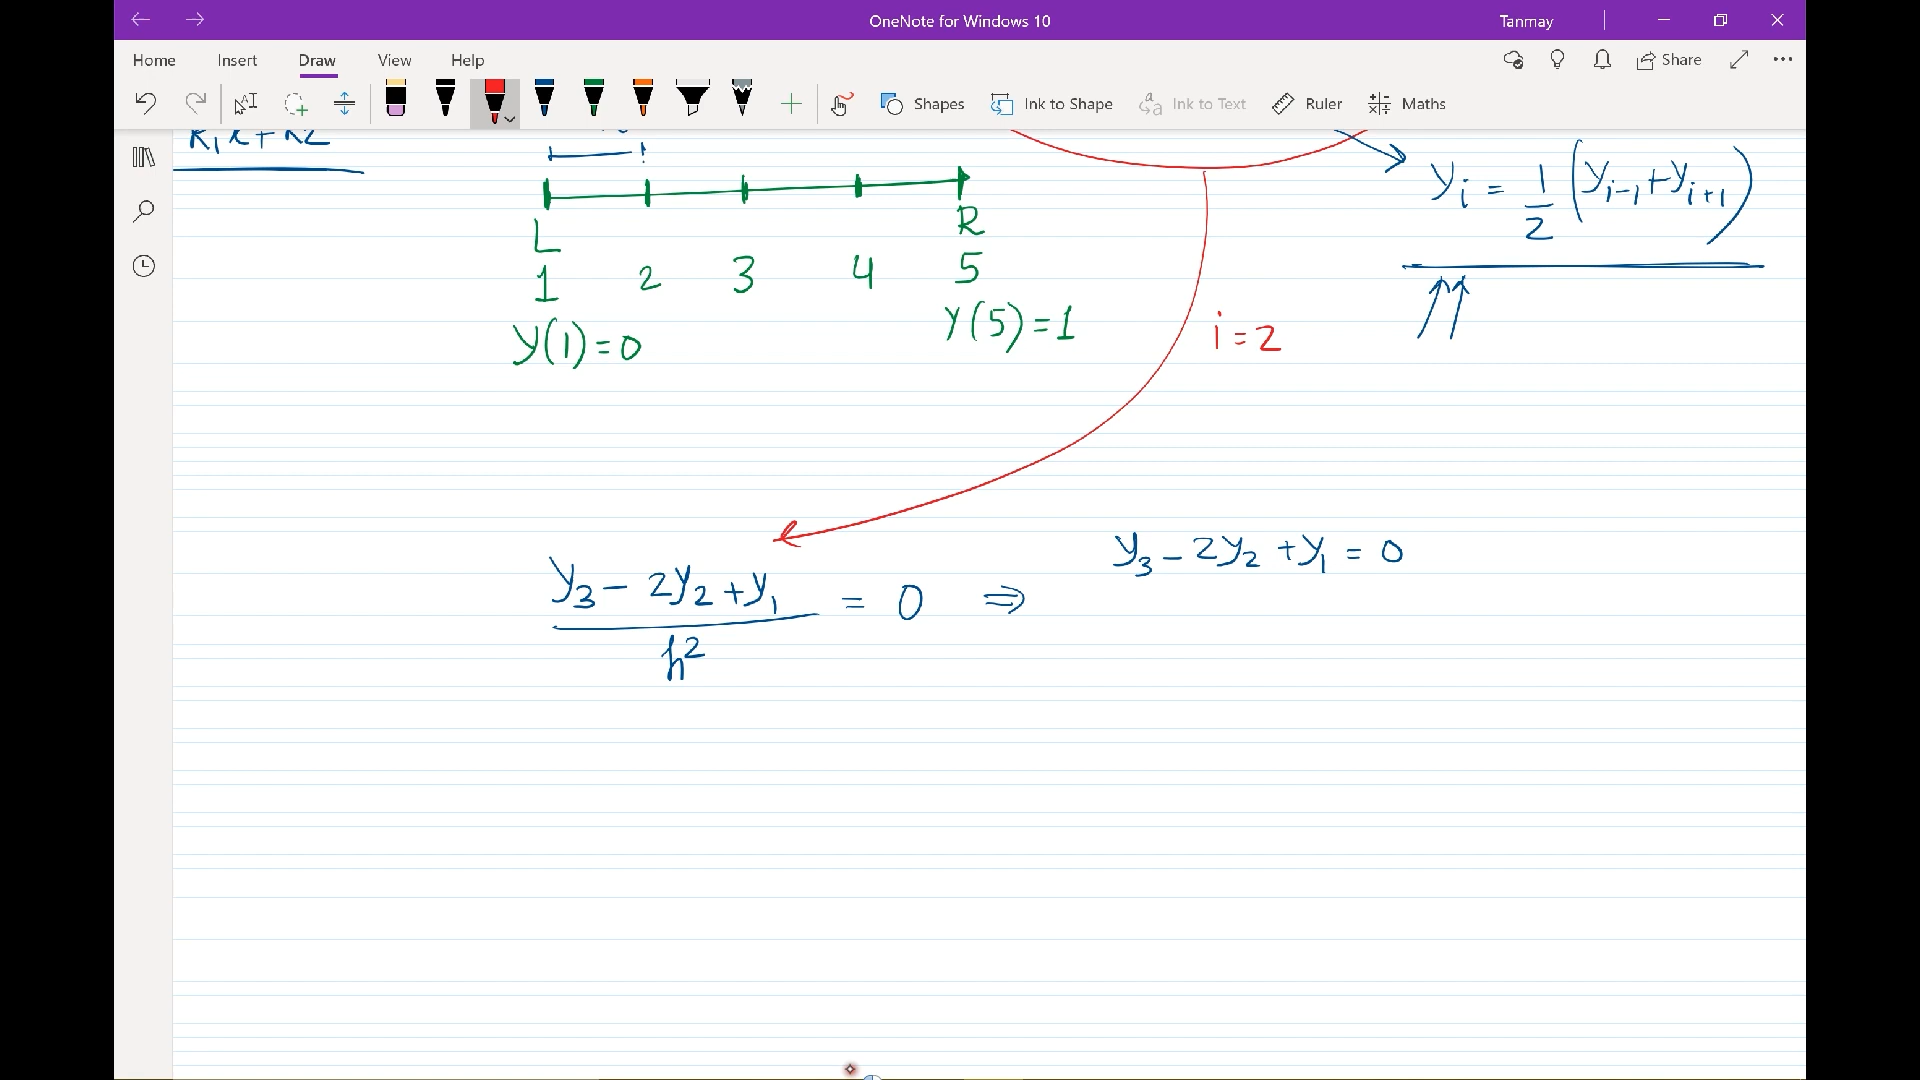 OneNote for Windows 10
Tanmay
Home Insert Draw View Help
Share
Shapes Ink to Shape Ink to Text Ruler Maths
yᵢ = 1/2 (yᵢ₋₁ + yᵢ₊₁)
L R
1 2 3 4 5
y(1) = 0
y(5) = 1
i = 2
y₃ - 2y₂ + y₁ = 0
(y₃ - 2y₂ + y₁)/h² = 0 ⇒